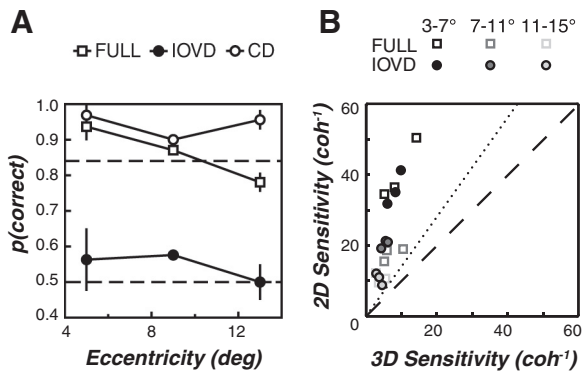 A
FULL IOVD CD
p(correct)
1.0
0.9
0.8
0.7
0.6
0.5
0.4
4 8 12
Eccentricity (deg)
B
3-7° 7-11° 11-15°
FULL
IOVD
2D Sensitivity (coh-1)
60
40
20
0
20 40 60
3D Sensitivity (coh-1)